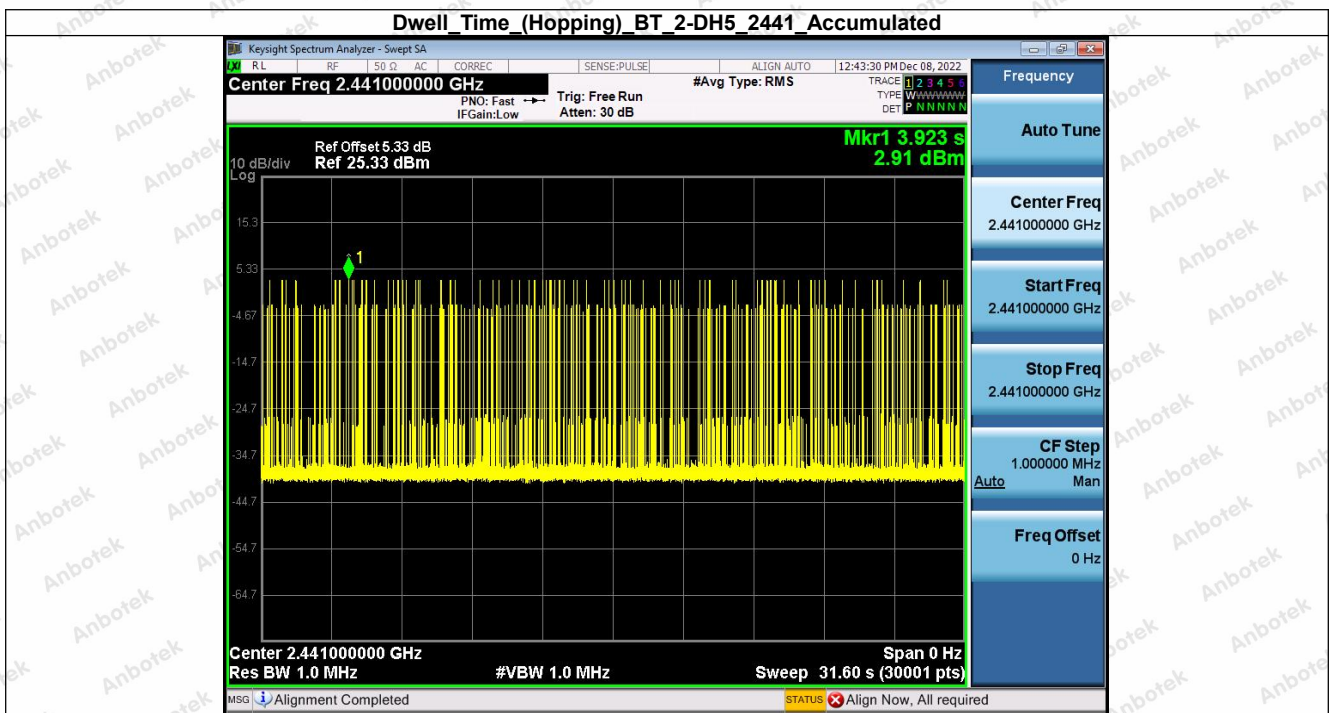 Dwell_Time_(Hopping)_BT_2-DH5_2441_Accumulated
Keysight Spectrum Analyzer - Swept SA
LXI RL RF 50 Ω AC CORREC SENSE:PULSE ALIGN AUTO 12:43:30 PM Dec 08, 2022
Center Freq 2.441000000 GHz
PNO: Fast
IFGain:Low
Trig: Free Run
Atten: 30 dB
#Avg Type: RMS
TRACE 1 2 3 4 5 6
TYPE WWWWWW
DET P N N N N N
Mkr1 3.923 s
2.91 dBm
Ref Offset 5.33 dB
10 dB/div Ref 25.33 dBm
Log
15.3
5.33
-4.67
-14.7
-24.7
-34.7
-44.7
-54.7
-64.7
1
Center 2.441000000 GHz Span 0 Hz
Res BW 1.0 MHz #VBW 1.0 MHz Sweep 31.60 s (30001 pts)
MSG Alignment Completed STATUS Align Now, All required
Frequency
Auto Tune
Center Freq
2.441000000 GHz
Start Freq
2.441000000 GHz
Stop Freq
2.441000000 GHz
CF Step
1.000000 MHz
Auto Man
Freq Offset
0 Hz
Anbotek